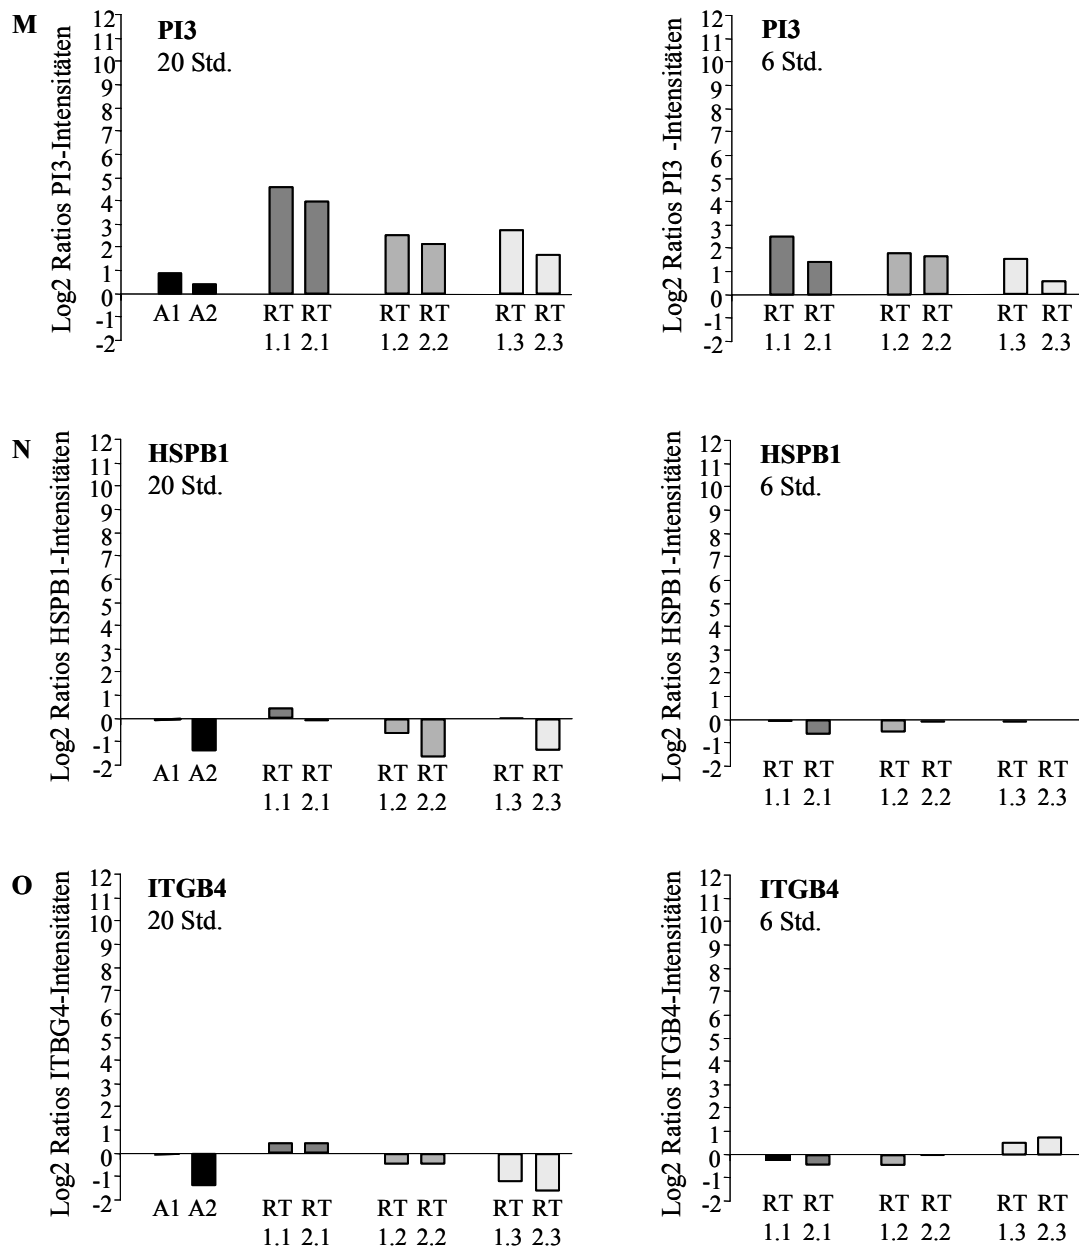 M
Log2 Ratios PI3-Intensitäten
PI3
20 Std.
12
11
10
9
8
7
6
5
4
3
2
1
0
-1
-2
A1 A2 RT RT RT RT RT RT
1.1 2.1 1.2 2.2 1.3 2.3
Log2 Ratios PI3 -Intensitäten
PI3
6 Std.
12
11
10
9
8
7
6
5
4
3
2
1
0
-1
-2
RT RT RT RT RT RT
1.1 2.1 1.2 2.2 1.3 2.3
N
Log2 Ratios HSPB1-Intensitäten
HSPB1
20 Std.
12
11
10
9
8
7
6
5
4
3
2
1
0
-1
-2
A1 A2 RT RT RT RT RT RT
1.1 2.1 1.2 2.2 1.3 2.3
Log2 Ratios HSPB1-Intensitäten
HSPB1
6 Std.
12
11
10
9
8
7
6
5
4
3
2
1
0
-1
-2
RT RT RT RT RT RT
1.1 2.1 1.2 2.2 1.3 2.3
O
Log2 Ratios ITBG4-Intensitäten
ITGB4
20 Std.
12
11
10
9
8
7
6
5
4
3
2
1
0
-1
-2
A1 A2 RT RT RT RT RT RT
1.1 2.1 1.2 2.2 1.3 2.3
Log2 Ratios ITGB4-Intensitäten
ITGB4
6 Std.
12
11
10
9
8
7
6
5
4
3
2
1
0
-1
-2
RT RT RT RT RT RT
1.1 2.1 1.2 2.2 1.3 2.3